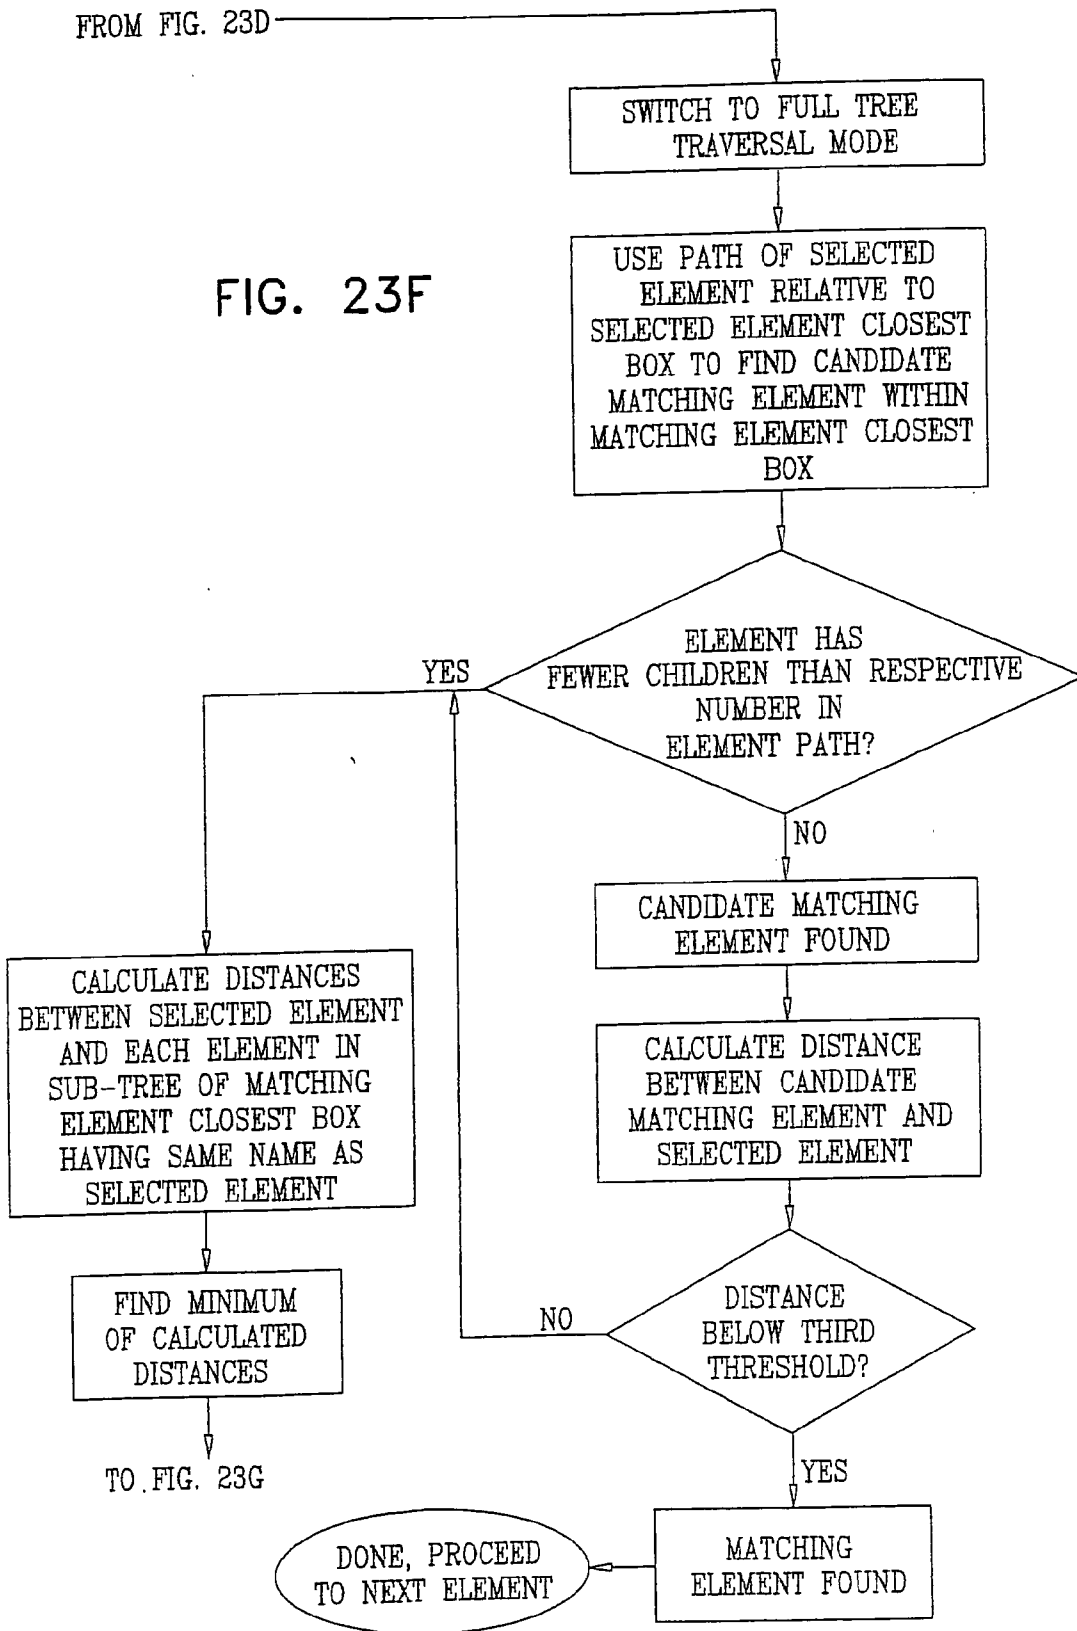 FROM FIG. 23D
SWITCH TO FULL TREE
TRAVERSAL MODE
FIG. 23F
USE PATH OF SELECTED
ELEMENT RELATIVE TO
SELECTED ELEMENT CLOSEST
BOX TO FIND CANDIDATE
MATCHING ELEMENT WITHIN
MATCHING ELEMENT CLOSEST
BOX
ELEMENT HAS
FEWER CHILDREN THAN RESPECTIVE
NUMBER IN
ELEMENT PATH?
YES
NO
CANDIDATE MATCHING
ELEMENT FOUND
CALCULATE DISTANCES
BETWEEN SELECTED ELEMENT
AND EACH ELEMENT IN
SUB-TREE OF MATCHING
ELEMENT CLOSEST BOX
HAVING SAME NAME AS
SELECTED ELEMENT
CALCULATE DISTANCE
BETWEEN CANDIDATE
MATCHING ELEMENT AND
SELECTED ELEMENT
FIND MINIMUM
OF CALCULATED
DISTANCES
NO
DISTANCE
BELOW THIRD
THRESHOLD?
TO FIG. 23G
YES
MATCHING
ELEMENT FOUND
DONE, PROCEED
TO NEXT ELEMENT